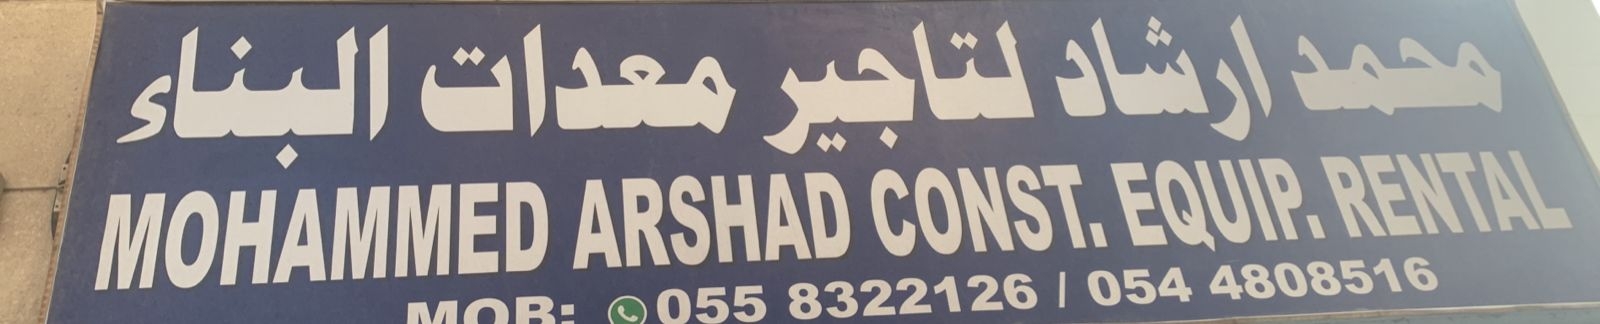 محمد ارشاد لتاجير معدات البناء
MOHAMMED ARSHAD CONST. EQUIP. RENTAL
MOB: 055 8322126 / 054 4808516